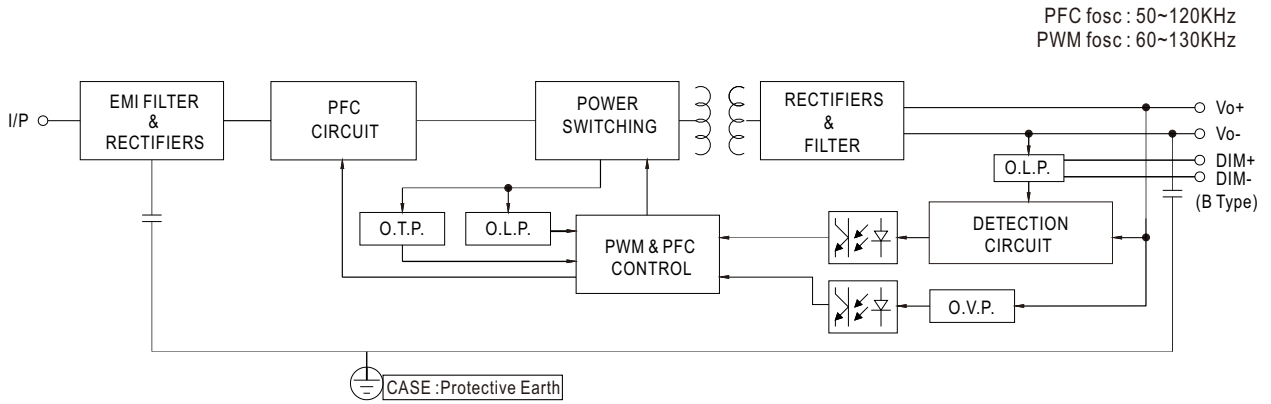 PFC fosc : 50~120KHz
PWM fosc : 60~130KHz
I/P
EMI FILTER
&
RECTIFIERS
PFC
CIRCUIT
POWER
SWITCHING
RECTIFIERS
&
FILTER
Vo+
Vo-
DIM+
DIM-
(B Type)
O.L.P.
O.T.P.
O.L.P.
PWM & PFC
CONTROL
DETECTION
CIRCUIT
O.V.P.
CASE :Protective Earth